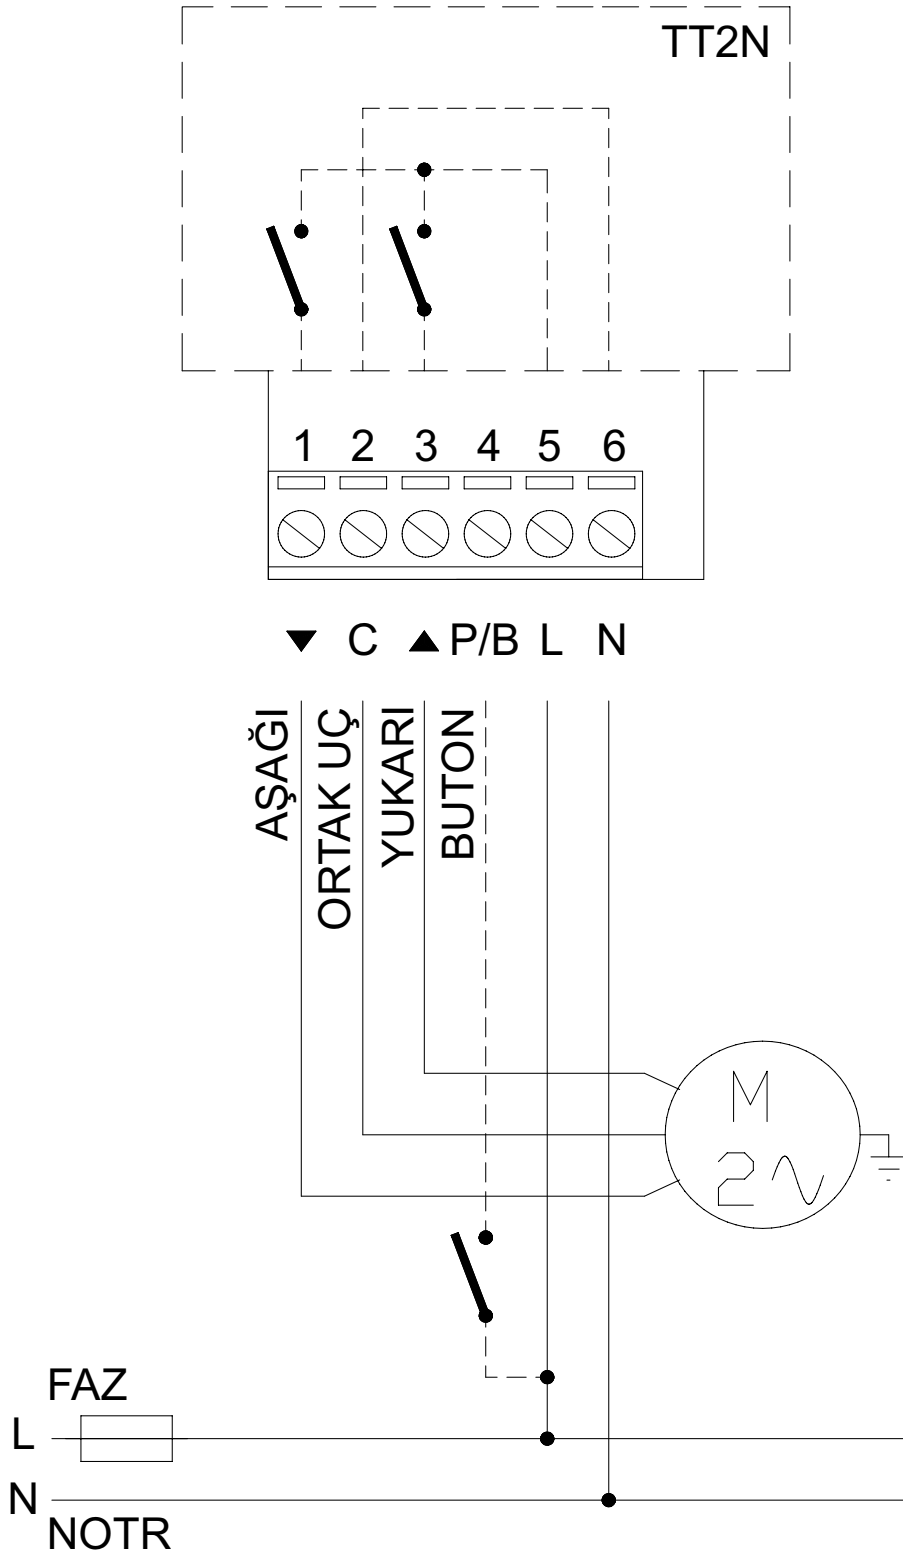 TT2N
1 2 3 4 5 6
▼ C ▲ P/B L N
AŞAĞI
ORTAK UÇ
YUKARI
BUTON
M
2∿
FAZ
L
N
NOTR